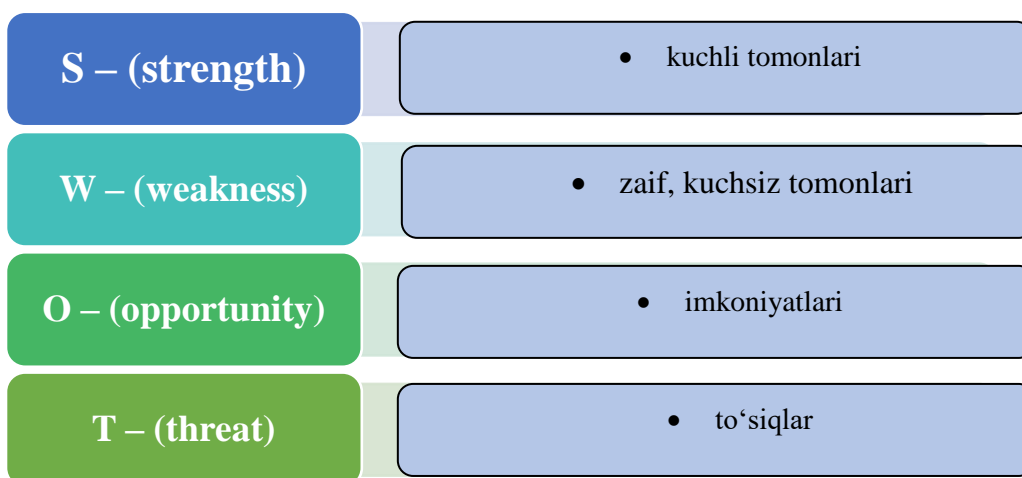 S – (strength)
• kuchli tomonlari
W – (weakness)
• zaif, kuchsiz tomonlari
O – (opportunity)
• imkoniyatlari
T – (threat)
• to‘siqlar